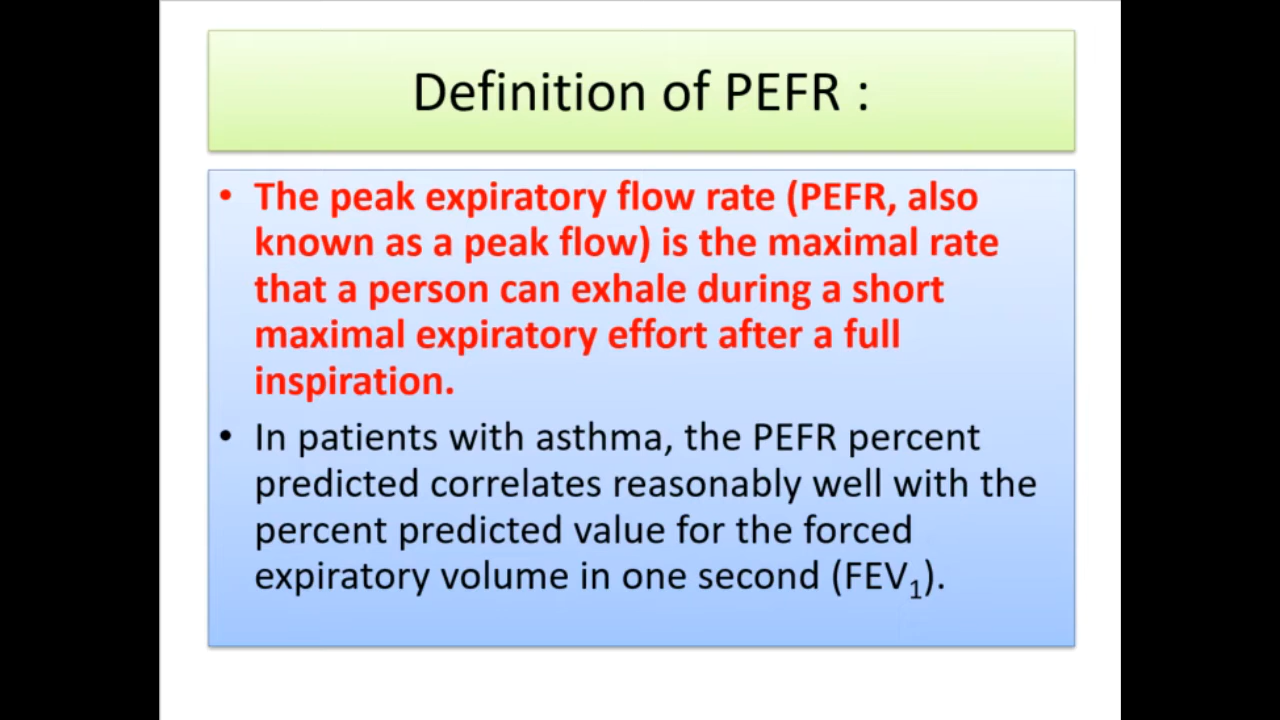 Definition of PEFR :
• The peak expiratory flow rate (PEFR, also
known as a peak flow) is the maximal rate
that a person can exhale during a short
maximal expiratory effort after a full
inspiration.
• In patients with asthma, the PEFR percent
predicted correlates reasonably well with the
percent predicted value for the forced
expiratory volume in one second (FEV₁).